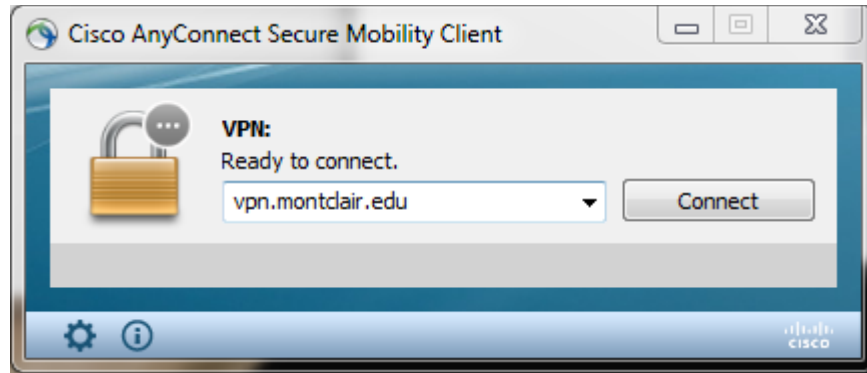 Cisco AnyConnect Secure Mobility Client
VPN:
Ready to connect.
vpn.montclair.edu
Connect
CISCO